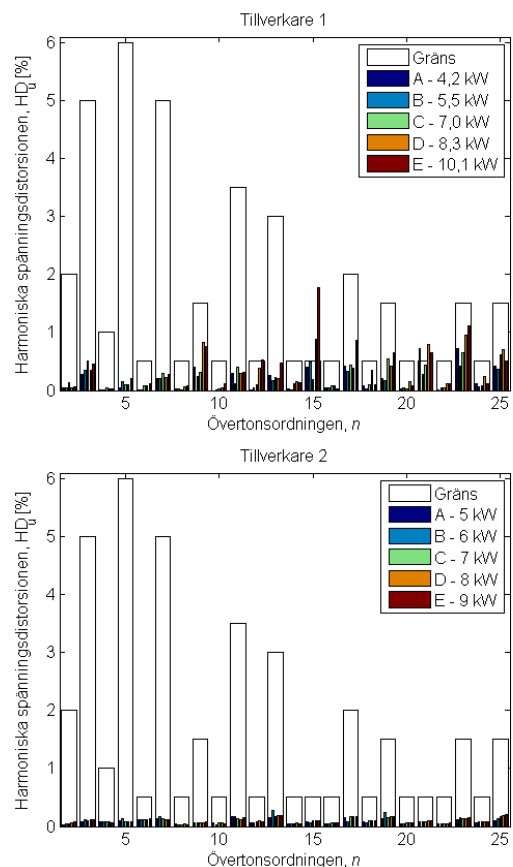 Tillverkare 1
Harmoniska spänningsdistorsionen, HDu [%]
6
5
4
3
2
1
0
Gräns
A - 4,2 kW
B - 5,5 kW
C - 7,0 kW
D - 8,3 kW
E - 10,1 kW
5 10 15 20 25
Övertonsordningen, n
Tillverkare 2
Harmoniska spänningsdistorsionen, HDu [%]
6
5
4
3
2
1
0
Gräns
A - 5 kW
B - 6 kW
C - 7 kW
D - 8 kW
E - 9 kW
5 10 15 20 25
Övertonsordningen, n